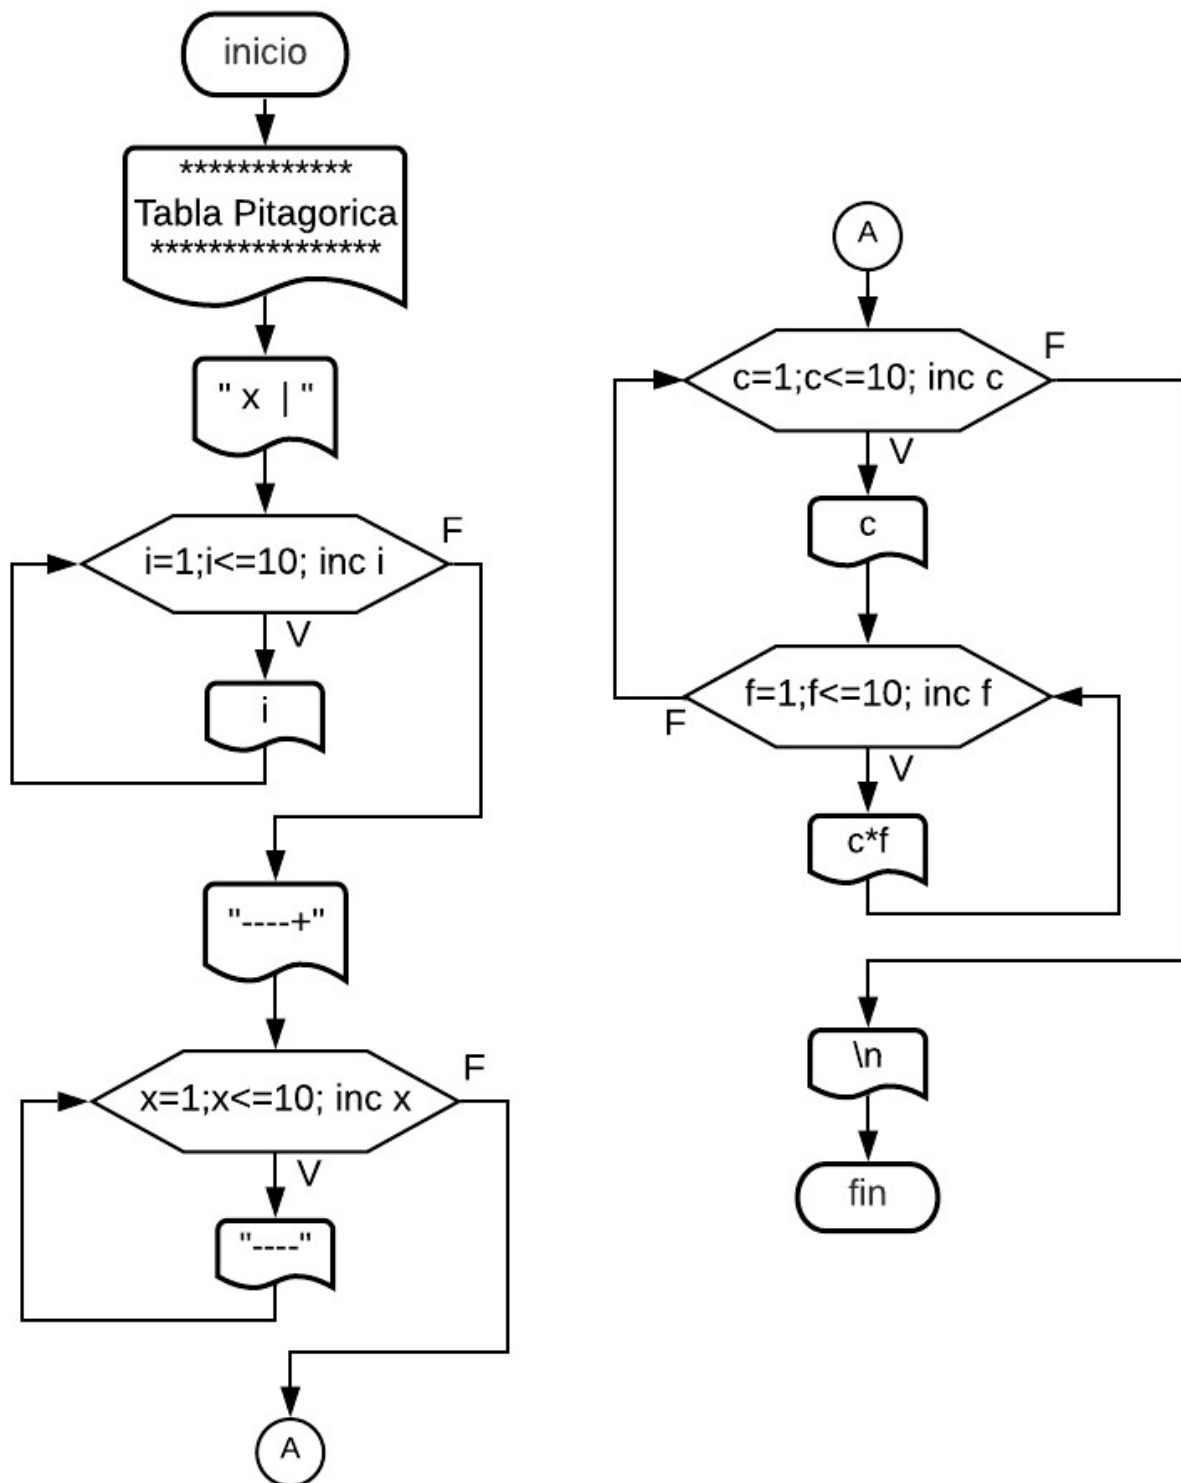 inicio
************
Tabla Pitagorica
****************
" x | "
i=1;i<=10; inc i
F
V
i
"----+"
x=1;x<=10; inc x
F
V
"----"
A
A
c=1;c<=10; inc c
F
V
c
f=1;f<=10; inc f
F
V
c*f
\n
fin